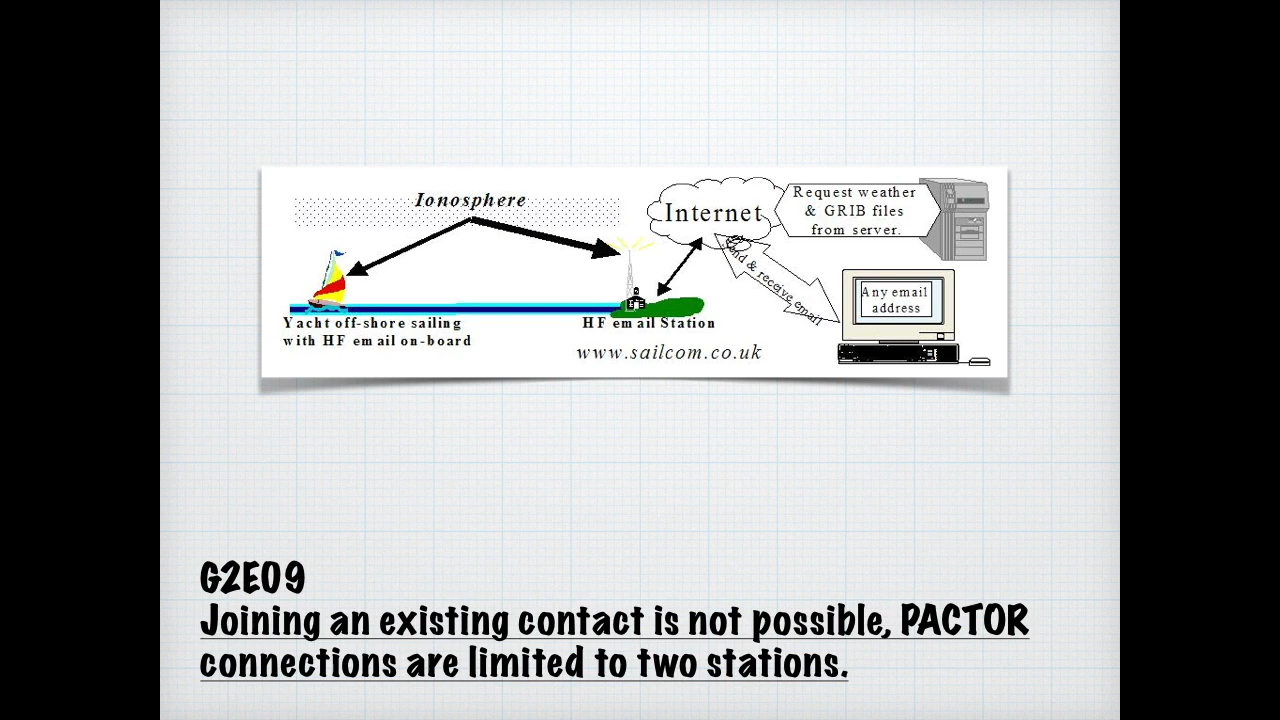 Ionosphere
Internet
Request weather
& GRIB files
from server.
Send & receive email
Any email
address
Yacht off-shore sailing
with HF email on-board
HF email Station
www.sailcom.co.uk
G2E09
Joining an existing contact is not possible, PACTOR
connections are limited to two stations.